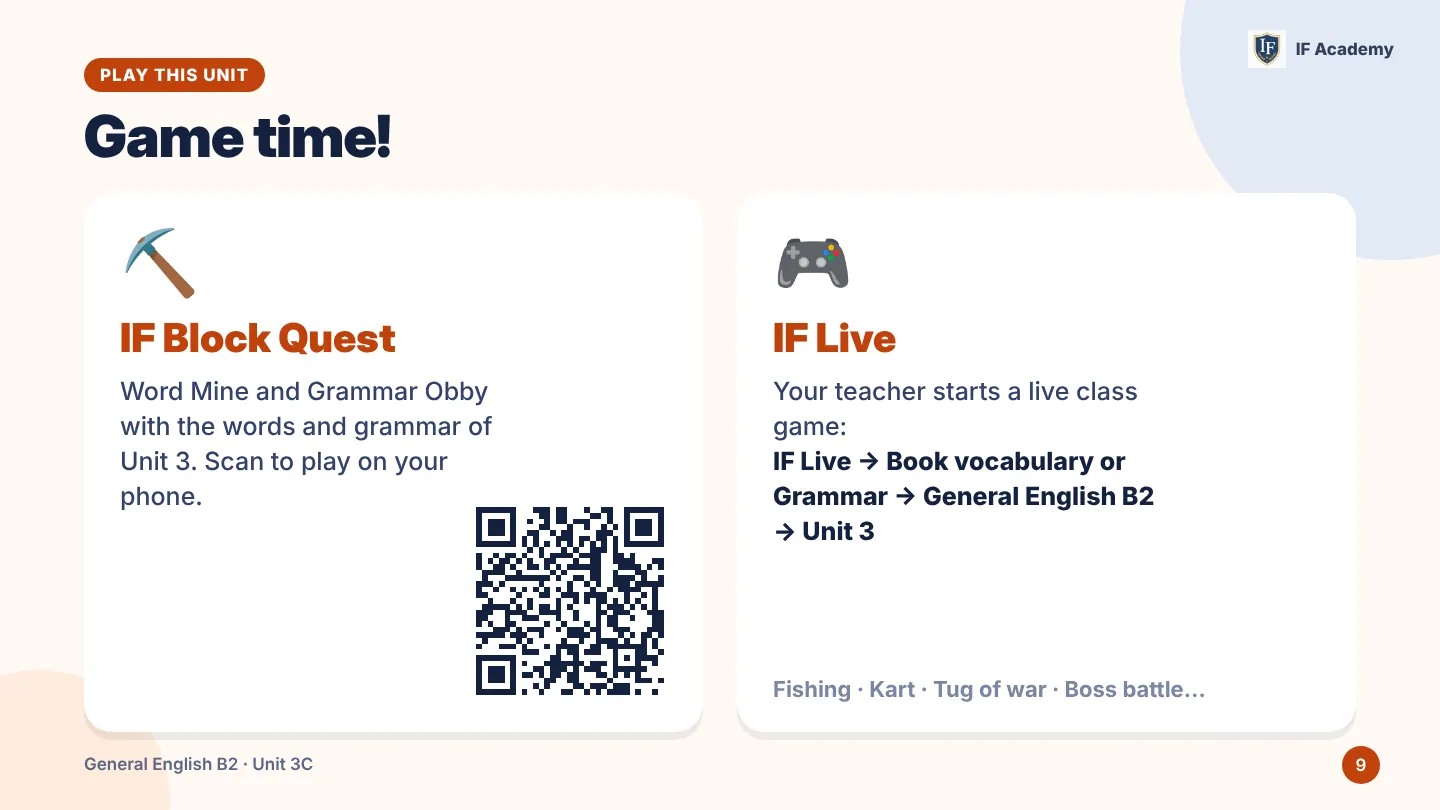 IF Academy
PLAY THIS UNIT
Game time!
IF Block Quest
Word Mine and Grammar Obby
with the words and grammar of
Unit 3. Scan to play on your
phone.
IF Live
Your teacher starts a live class
game:
IF Live → Book vocabulary or
Grammar → General English B2
→ Unit 3
Fishing · Kart · Tug of war · Boss battle...
General English B2 · Unit 3C
9